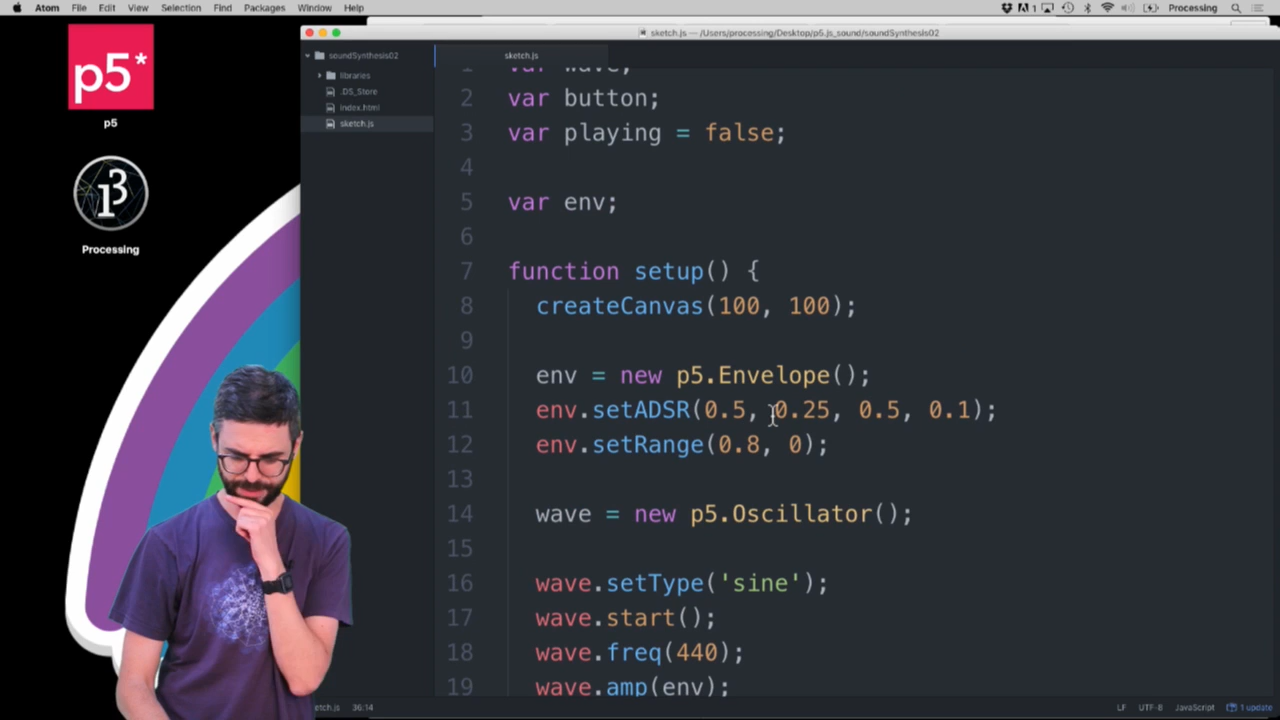 Atom File Edit View Selection Find Packages Window Help
1
Processing
sketch.js — /Users/processing/Desktop/p5.js_sound/soundSynthesis02
p5*
p5
Processing
soundSynthesis02
libraries
.DS_Store
index.html
sketch.js
sketch.js
1 var wave;
2 var button;
3 var playing = false;
4
5 var env;
6
7 function setup() {
8 createCanvas(100, 100);
9
10 env = new p5.Envelope();
11 env.setADSR(0.5, 0.25, 0.5, 0.1);
12 env.setRange(0.8, 0);
13
14 wave = new p5.Oscillator();
15
16 wave.setType('sine');
17 wave.start();
18 wave.freq(440);
19 wave.amp(env);
etch.js 36:14
LF UTF-8 JavaScript 1 update